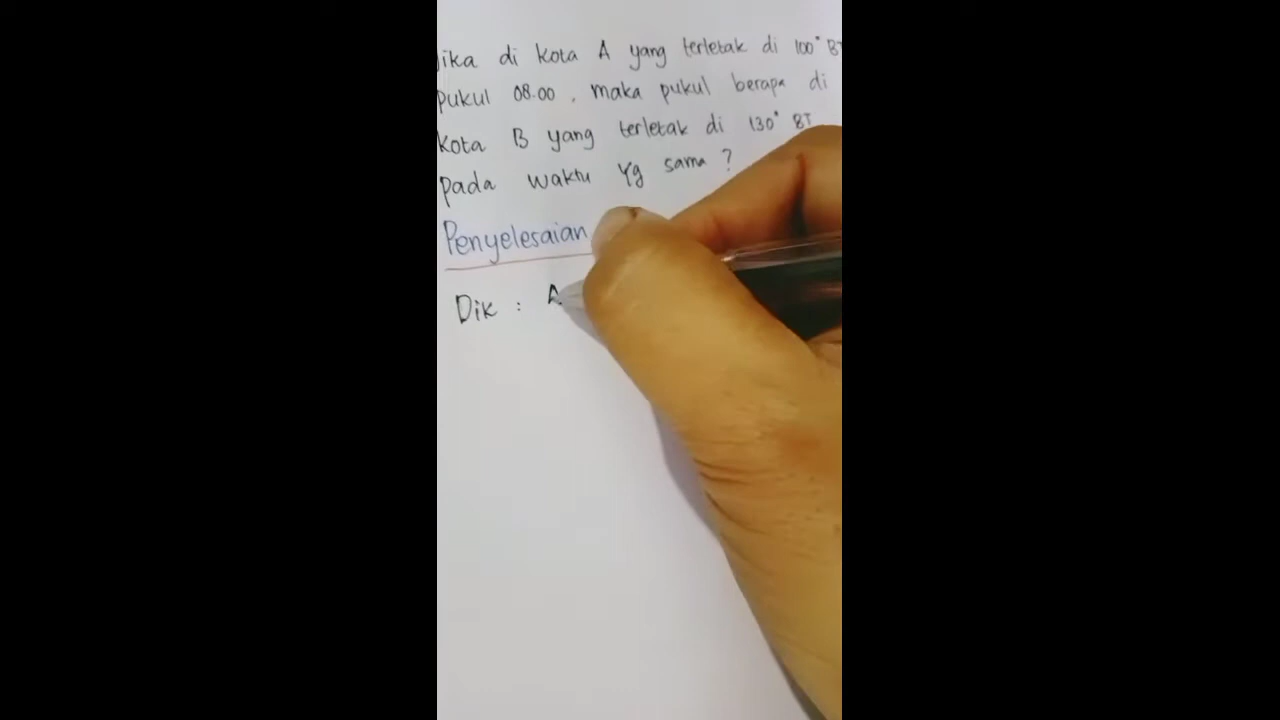 Jika di kota A yang terletak di 100° BT
pukul 08.00 , maka pukul berapa di
kota B yang terletak di 130° BT
pada waktu yg sama ?
Penyelesaian
Dik : A